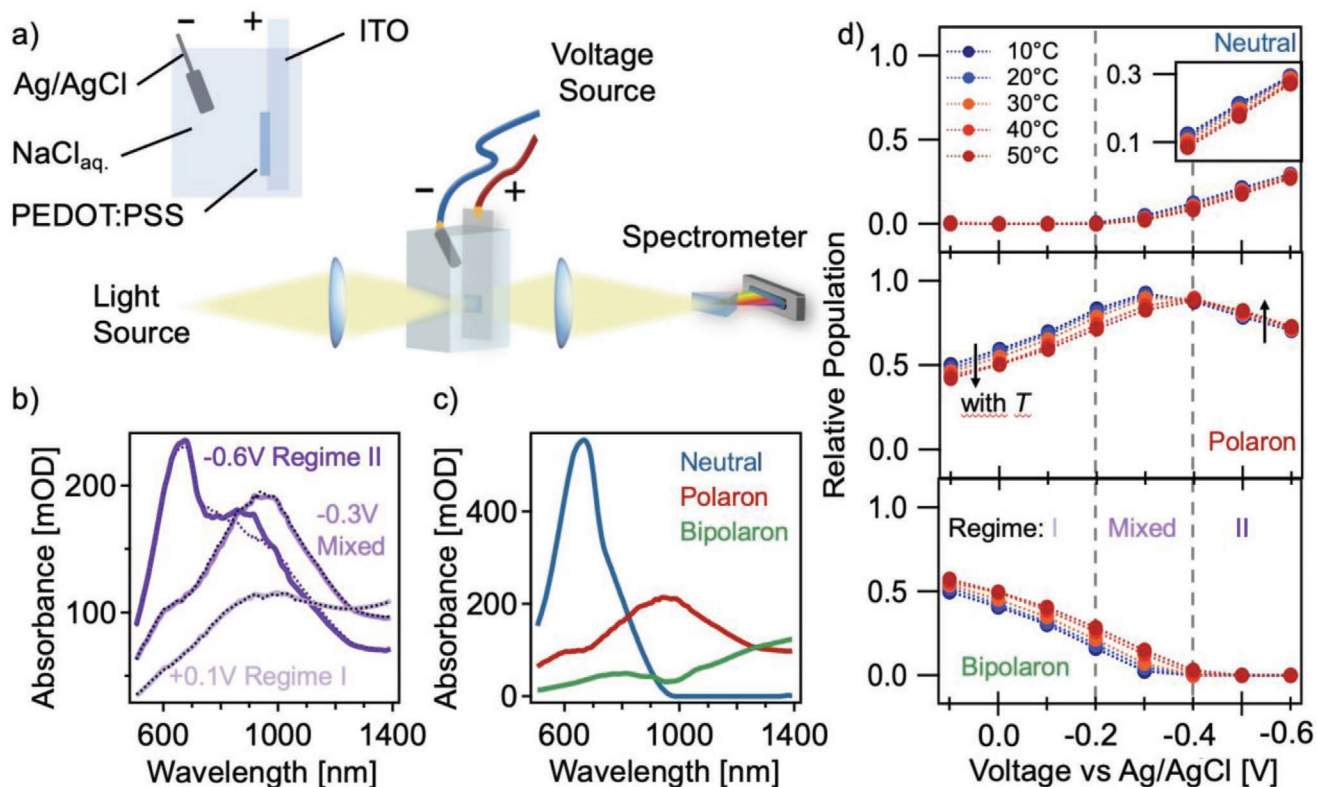 a)
− + ITO
Ag/AgCl
NaClaq.
PEDOT:PSS
Voltage
Source
− +
Light
Source
Spectrometer
b)
Absorbance [mOD]
200
100
-0.6V Regime II
-0.3V
Mixed
+0.1V Regime I
600 1000 1400
Wavelength [nm]
c)
Absorbance [mOD]
400
200
0
Neutral
Polaron
Bipolaron
600 1000 1400
Wavelength [nm]
d)
Relative Population
1.0
0.5
0.0
10°C
20°C
30°C
40°C
50°C
Neutral
0.3
0.1
1.0
0.5
0.0
with T
Polaron
1.0
0.5
0.0
Regime: I Mixed II
Bipolaron
0.0 -0.2 -0.4 -0.6
Voltage vs Ag/AgCl [V]